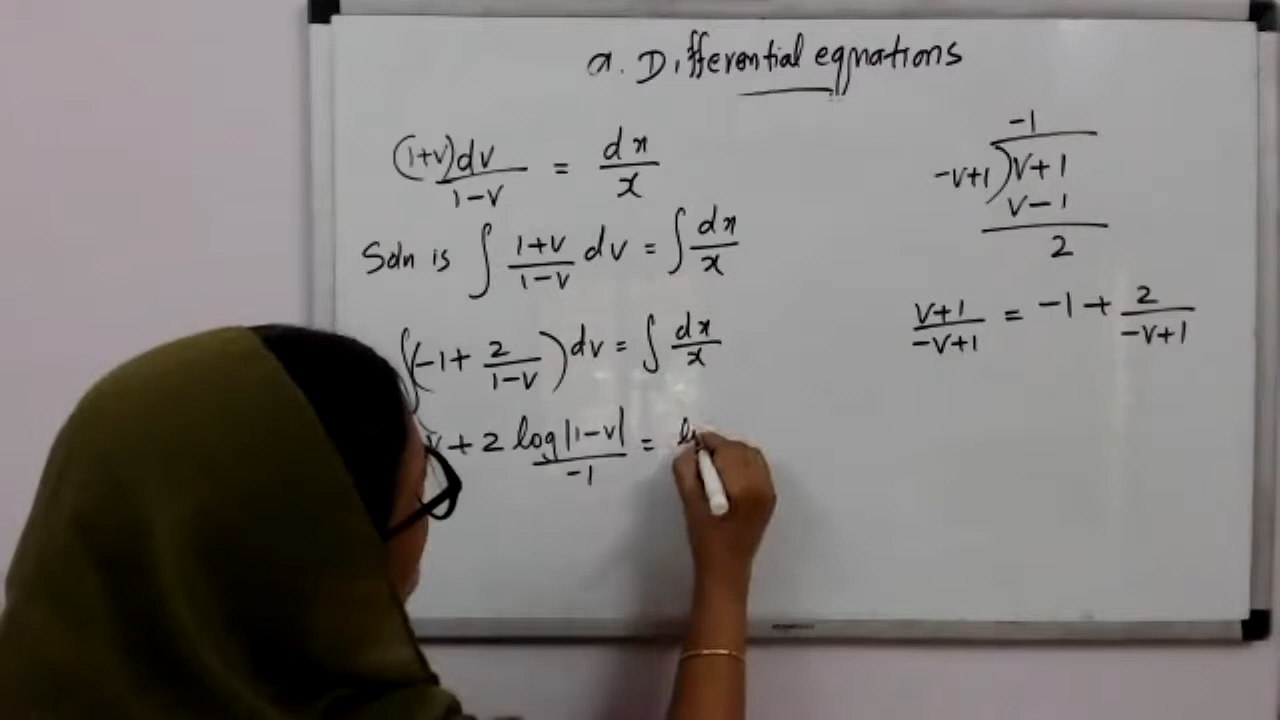 a. Differential equations
(1+v)dv/1-v = dx/x
Soln is ∫ 1+v/1-v dv = ∫ dx/x
∫(-1+ 2/1-v) dv = ∫ dx/x
v + 2 log|1-v|/-1 =
-1
-v+1)v+1
v-1
2
v+1/-v+1 = -1 + 2/-v+1